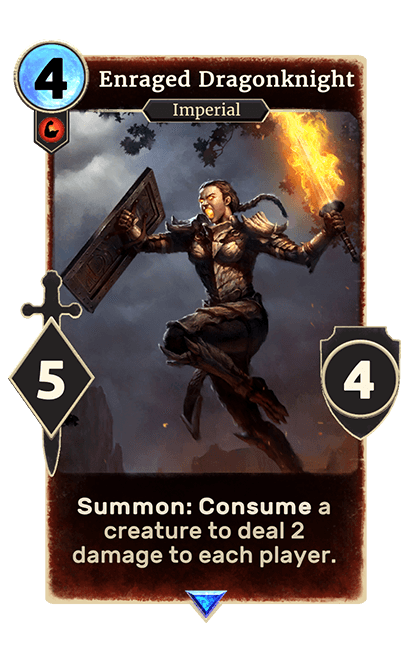 4
Enraged Dragonknight
Imperial
5
4
Summon: Consume a
creature to deal 2
damage to each player.